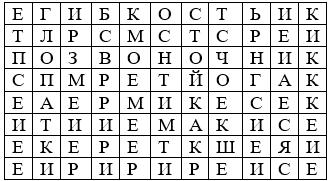 Е Г И Б К О С Т Ь И К
Т Л Р С М С Т С Р Е И
П О З В О Н О Ч Н И К
С П М Р Е Т Й О Г А К
Е А Е Р М И К Е С Е К
И Т И И Е М А К И С Е
Е К Е Р Е Т К Ш Е Я И
Е И Р И Р И Р Е И С Е